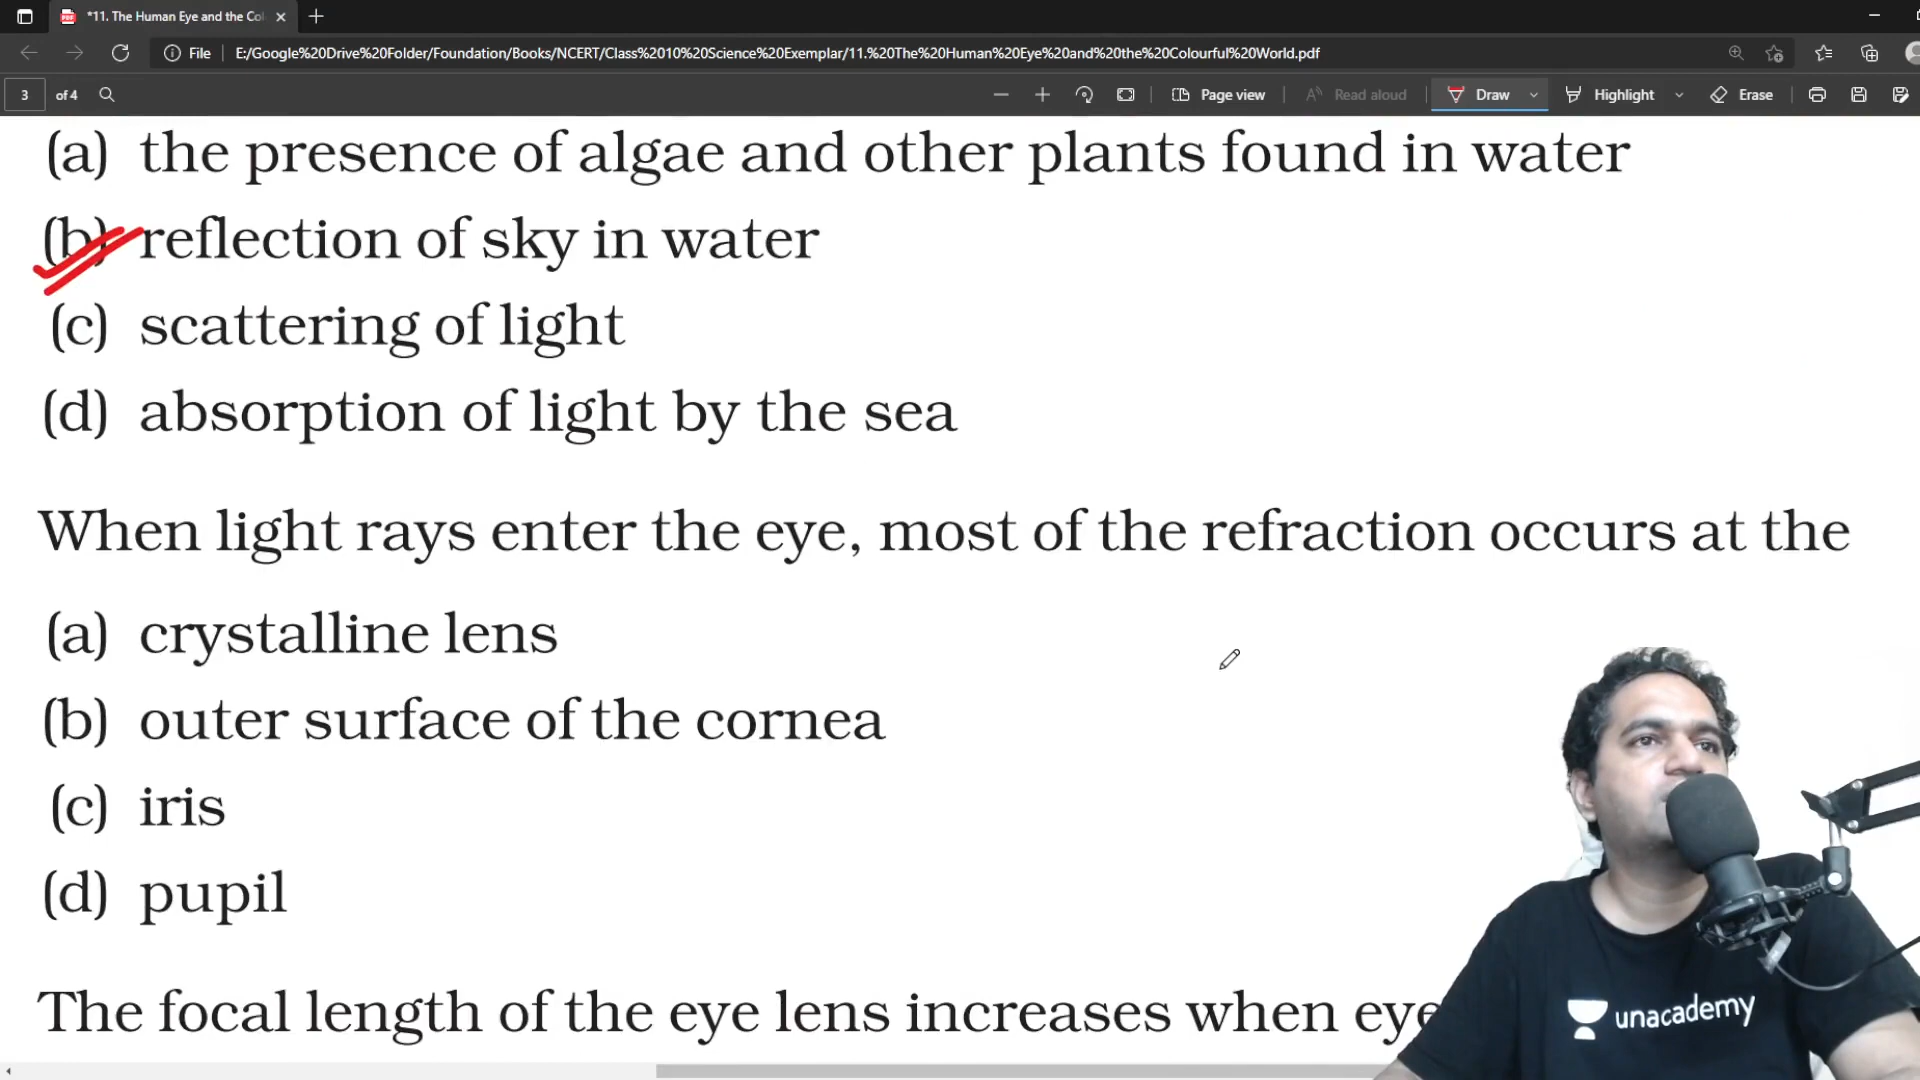 *11. The Human Eye and the Col
File E:/Google%20Drive%20Folder/Foundation/Books/NCERT/Class%2010%20Science%20Exemplar/11.%20The%20Human%20Eye%20and%20the%20Colourful%20World.pdf
3 of 4 Page view Read aloud Draw Highlight Erase
(a) the presence of algae and other plants found in water
(b) reflection of sky in water
(c) scattering of light
(d) absorption of light by the sea
When light rays enter the eye, most of the refraction occurs at the
(a) crystalline lens
(b) outer surface of the cornea
(c) iris
(d) pupil
The focal length of the eye lens increases when eye
unacademy